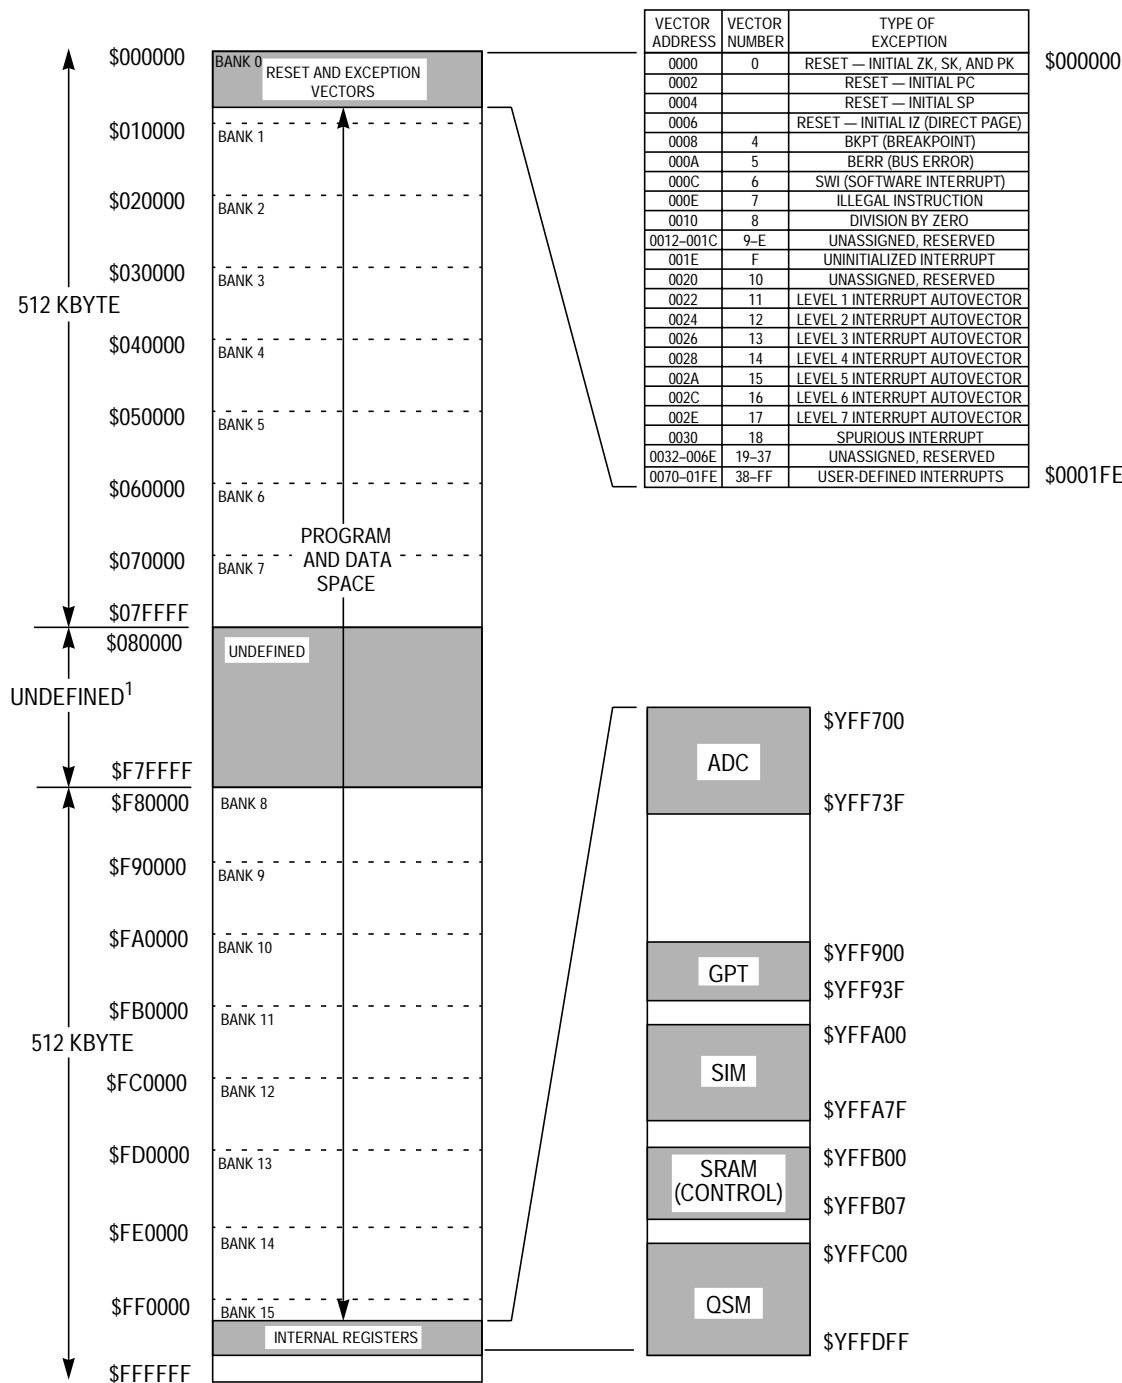 VECTOR ADDRESS VECTOR NUMBER TYPE OF EXCEPTION
0000 0 RESET — INITIAL ZK, SK, AND PK
0002 RESET — INITIAL PC
0004 RESET — INITIAL SP
0006 RESET — INITIAL IZ (DIRECT PAGE)
0008 4 BKPT (BREAKPOINT)
000A 5 BERR (BUS ERROR)
000C 6 SWI (SOFTWARE INTERRUPT)
000E 7 ILLEGAL INSTRUCTION
0010 8 DIVISION BY ZERO
0012–001C 9–E UNASSIGNED, RESERVED
001E F UNINITIALIZED INTERRUPT
0020 10 UNASSIGNED, RESERVED
0022 11 LEVEL 1 INTERRUPT AUTOVECTOR
0024 12 LEVEL 2 INTERRUPT AUTOVECTOR
0026 13 LEVEL 3 INTERRUPT AUTOVECTOR
0028 14 LEVEL 4 INTERRUPT AUTOVECTOR
002A 15 LEVEL 5 INTERRUPT AUTOVECTOR
002C 16 LEVEL 6 INTERRUPT AUTOVECTOR
002E 17 LEVEL 7 INTERRUPT AUTOVECTOR
0030 18 SPURIOUS INTERRUPT
0032–006E 19–37 UNASSIGNED, RESERVED
0070–01FE 38–FF USER-DEFINED INTERRUPTS
$000000
$0001FE
$000000
BANK 0
RESET AND EXCEPTION
VECTORS
$010000
BANK 1
$020000
BANK 2
$030000
BANK 3
512 KBYTE
$040000
BANK 4
$050000
BANK 5
$060000
BANK 6
PROGRAM
AND DATA
SPACE
$070000
BANK 7
$07FFFF
$080000
UNDEFINED
UNDEFINED1
$F7FFFF
$F80000
BANK 8
$F90000
BANK 9
$FA0000
BANK 10
$FB0000
BANK 11
512 KBYTE
$FC0000
BANK 12
$FD0000
BANK 13
$FE0000
BANK 14
$FF0000
BANK 15
INTERNAL REGISTERS
$FFFFFF
$YFF700
ADC
$YFF73F
$YFF900
GPT
$YFF93F
$YFFA00
SIM
$YFFA7F
$YFFB00
SRAM
(CONTROL)
$YFFB07
$YFFC00
QSM
$YFFDFF